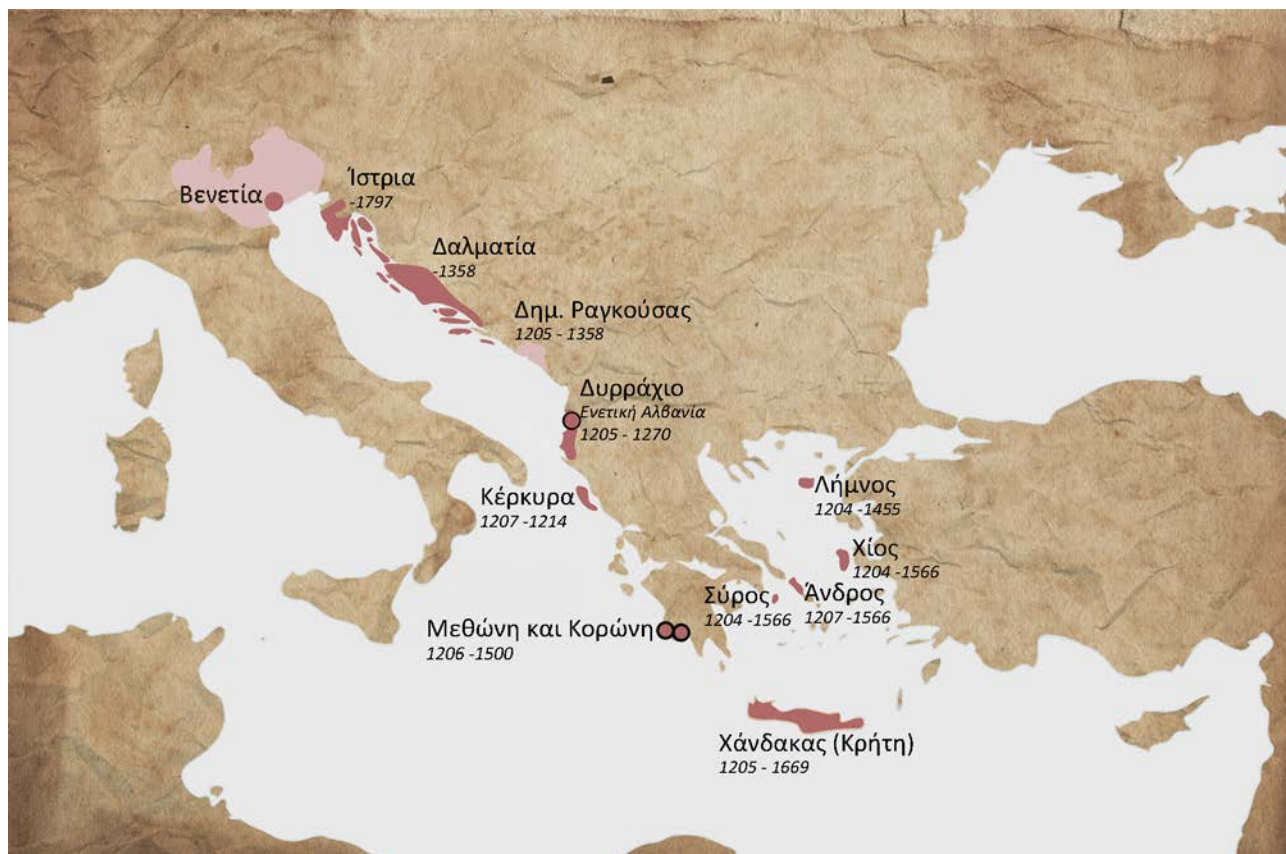 Βενετία
Ίστρια
-1797
Δαλματία
-1358
Δημ. Ραγκούσας
1205 - 1358
Δυρράχιο
Ενετική Αλβανία
1205 - 1270
Κέρκυρα
1207 -1214
Λήμνος
1204 -1455
Χίος
1204 -1566
Σύρος
1204 -1566
Άνδρος
1207 -1566
Μεθώνη και Κορώνη
1206 -1500
Χάνδακας (Κρήτη)
1205 - 1669